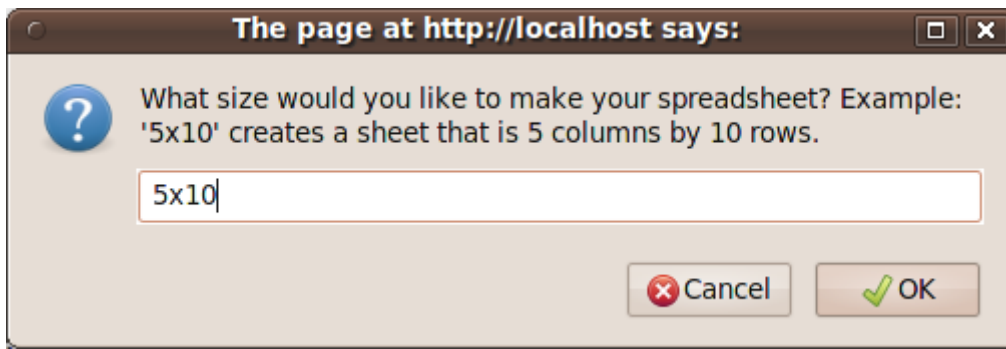 The page at http://localhost says:
What size would you like to make your spreadsheet? Example:
'5x10' creates a sheet that is 5 columns by 10 rows.
5x10
Cancel
OK